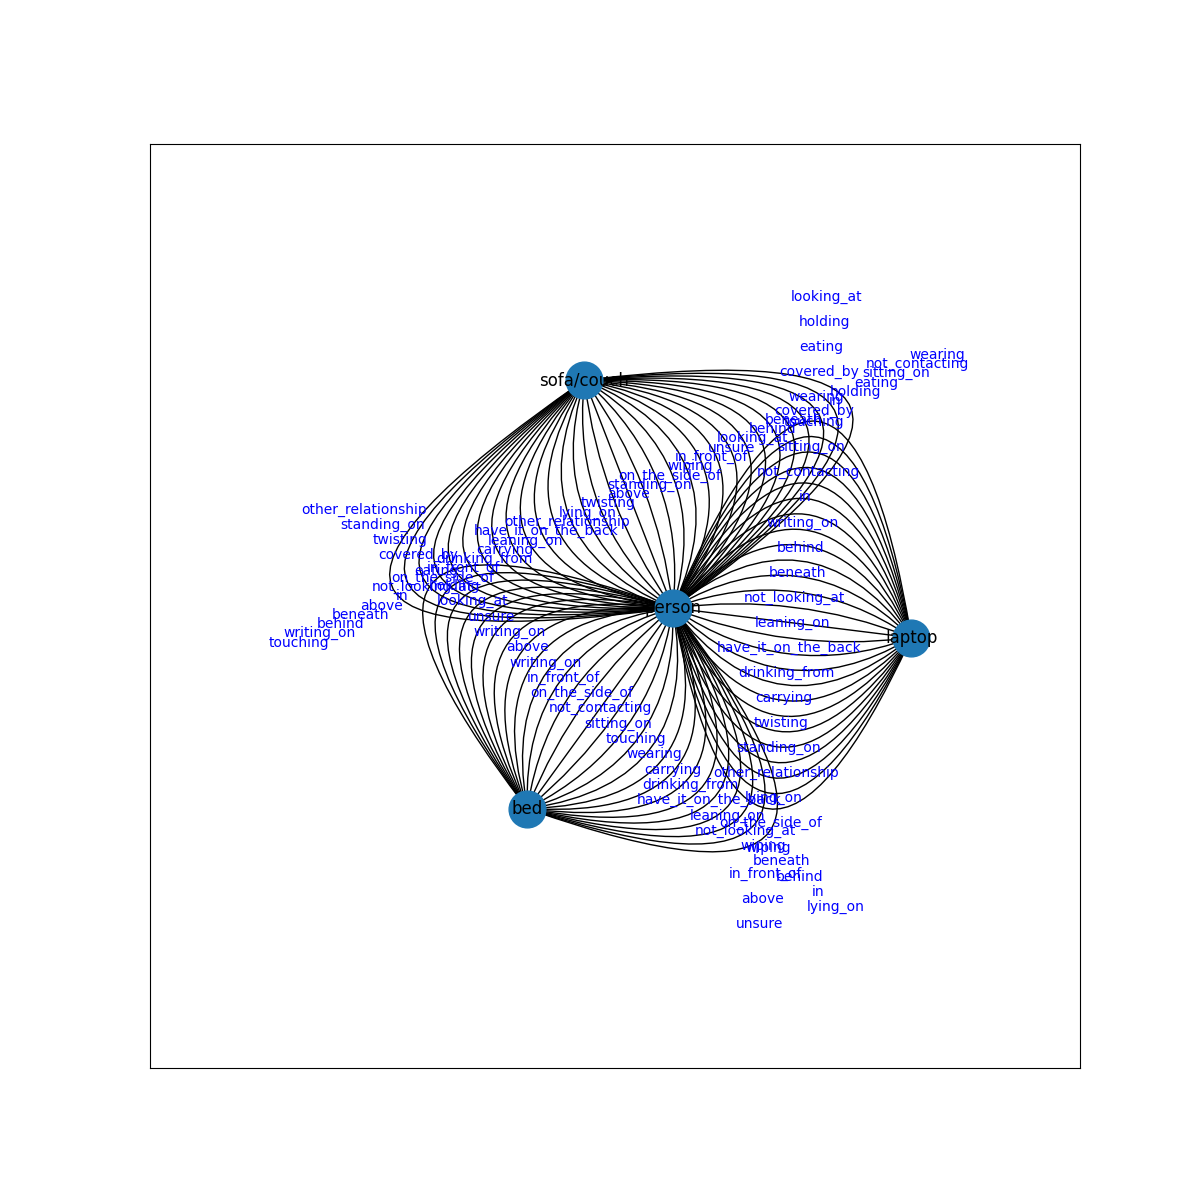 looking_at
holding
eating
wearing
not_contacting
covered_by
sitting_on
sofa/couch
eating
holding
wearing
in
covered_by
beneath
touching
behind
looking_at
sitting_on
unsure
in_front_of
wiping
not_contacting
on_the_side_of
standing_on
above
in
twisting
other_relationship
lying_on
other_relationship
writing_on
standing_on
have_it_on_the_back
twisting
leaning_on
behind
carrying
covered_by
drinking_from
in_front_of
eating
beneath
on_the_side_of
not_looking_at
holding
in
not_looking_at
looking_at
above
person
beneath
unsure
leaning_on
behind
writing_on
writing_on
laptop
touching
above
have_it_on_the_back
writing_on
drinking_from
in_front_of
on_the_side_of
carrying
not_contacting
twisting
sitting_on
touching
standing_on
wearing
carrying
other_relationship
drinking_from
lying_on
have_it_on_the_back
bed
leaning_on
on_the_side_of
not_looking_at
wiping
wiping
beneath
in_front_of
behind
in
above
lying_on
unsure